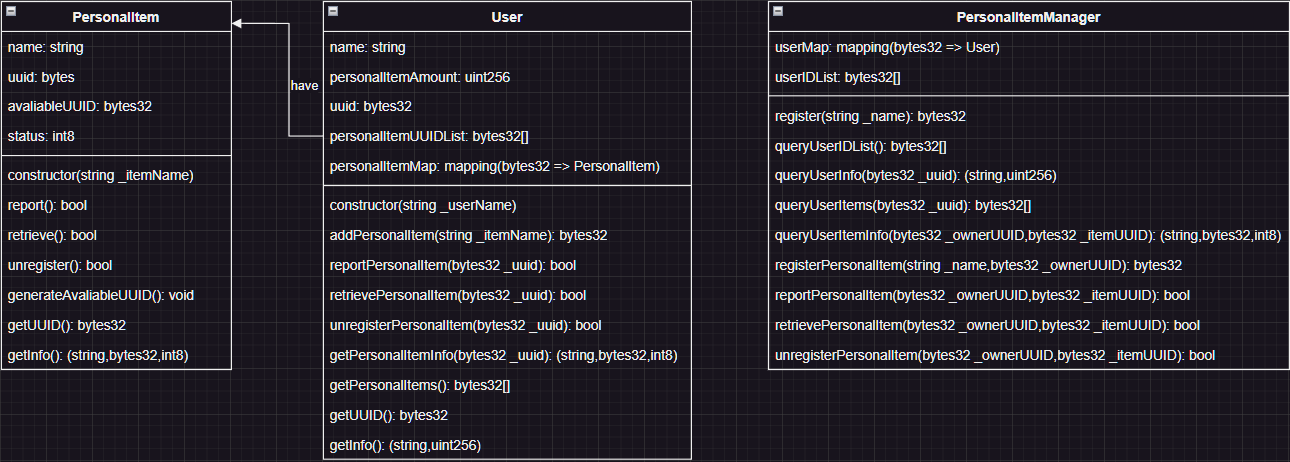 PersonalItem
name: string
uuid: bytes
avaliableUUID: bytes32
status: int8
constructor(string _itemName)
report(): bool
retrieve(): bool
unregister(): bool
generateAvaliableUUID(): void
getUUID(): bytes32
getInfo(): (string,bytes32,int8)
have
User
name: string
personalItemAmount: uint256
uuid: bytes32
personalItemUUIDList: bytes32[]
personalItemMap: mapping(bytes32 => PersonalItem)
constructor(string _userName)
addPersonalItem(string _itemName): bytes32
reportPersonalItem(bytes32 _uuid): bool
retrievePersonalItem(bytes32 _uuid): bool
unregisterPersonalItem(bytes32 _uuid): bool
getPersonalItemInfo(bytes32 _uuid): (string,bytes32,int8)
getPersonalItems(): bytes32[]
getUUID(): bytes32
getInfo(): (string,uint256)
PersonalItemManager
userMap: mapping(bytes32 => User)
userIDList: bytes32[]
register(string _name): bytes32
queryUserIDList(): bytes32[]
queryUserInfo(bytes32 _uuid): (string,uint256)
queryUserItems(bytes32 _uuid): bytes32[]
queryUserItemInfo(bytes32 _ownerUUID,bytes32 _itemUUID): (string,bytes,int8)
registerPersonalItem(string _name,bytes32 _ownerUUID): bytes32
reportPersonalItem(bytes32 _ownerUUID,bytes32 _itemUUID): bool
retrievePersonalItem(bytes32 _ownerUUID,bytes32 _itemUUID): bool
unregisterPersonalItem(bytes32 _ownerUUID,bytes32 _itemUUID): bool